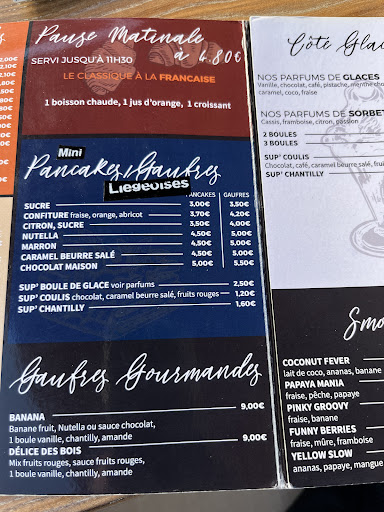 Pause Matinale
à 4.80€
SERVI JUSQU'À 11H30
LE CLASSIQUE À LA FRANCAISE
1 boisson chaude, 1 jus d'orange, 1 croissant
Mini
Pancakes/Gaufres
Liegeoises
PANCAKES GAUFRES
SUCRE 3,00€ 3,50€
CONFITURE fraise, orange, abricot 3,70€ 4,20€
CITRON, SUCRE 3,50€ 4,00€
NUTELLA 4,50€ 5,00€
MARRON 4,50€ 5,00€
CARAMEL BEURRE SALÉ 4,50€ 5,00€
CHOCOLAT MAISON 5,00€ 5,50€
SUP' BOULE DE GLACE voir parfums 2,50€
SUP' COULIS chocolat, caramel beurre salé, fruits rouges 1,20€
SUP' CHANTILLY 1,60€
Gaufres Gourmandes
BANANA 9,00€
Banane fruit, Nutella ou sauce chocolat,
1 boule vanille, chantilly, amande
DÉLICE DES BOIS 9,00€
Mix fruits rouges, sauce fruits rouges,
1 boule vanille, chantilly, amande
Côté Gla
NOS PARFUMS DE GLACES
Vanille, chocolat, café, pistache, menthe cho
caramel, coco, fraise
NOS PARFUMS DE SORBET
Cassis, framboise, citron, passion
2 BOULES
3 BOULES
SUP' COULIS
Chocolat, café, caramel beurre salé, fru
SUP' CHANTILLY
Smo
COCONUT FEVER
lait de coco, ananas, banane
PAPAYA MANIA
fraise, pêche, papaye
PINKY GROOVY
fraise, banane
FUNNY BERRIES
fraise, mûre, framboise
YELLOW SLOW
ananas, papaye, mangue